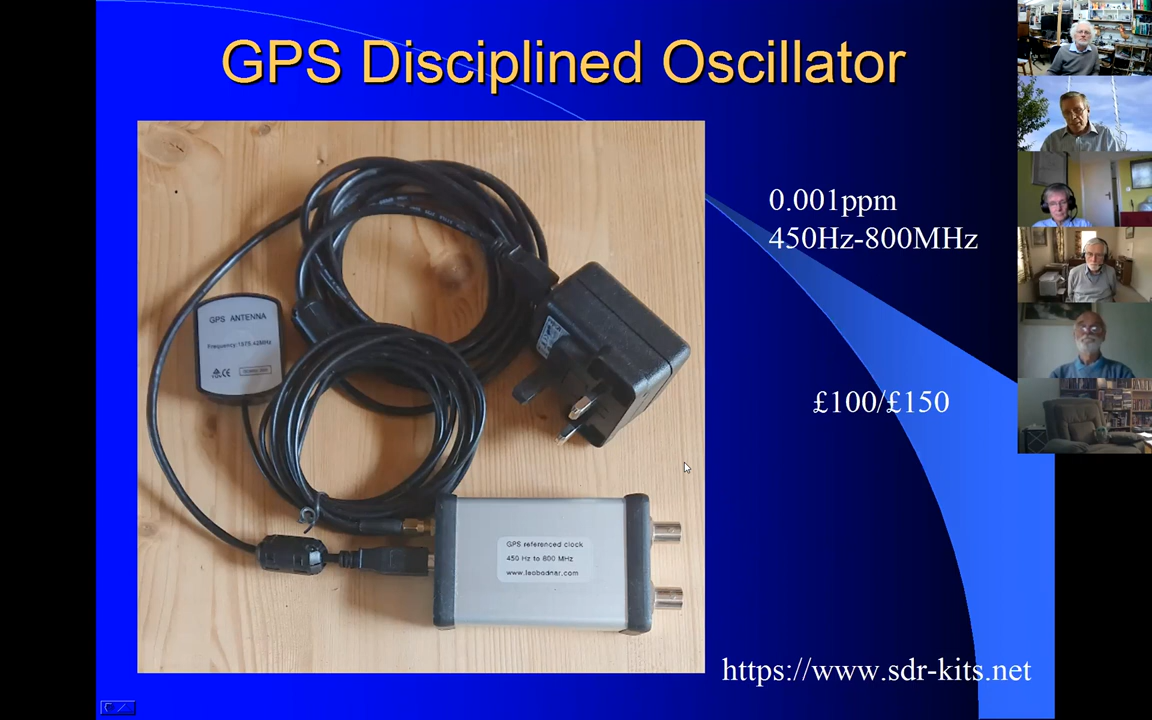 GPS Disciplined Oscillator
0.001ppm
450Hz-800MHz
GPS ANTENNA
Frequency:1575.42MHz
£100/£150
GPS referenced clock
450 Hz to 800 MHz
www.leobodnar.com
https://www.sdr-kits.net